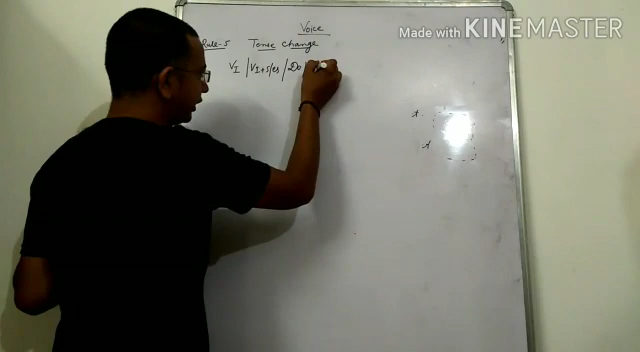 Made with KINEMASTER
Voice
Rule-5 Tense change
V1 | V1+s/es | Do |